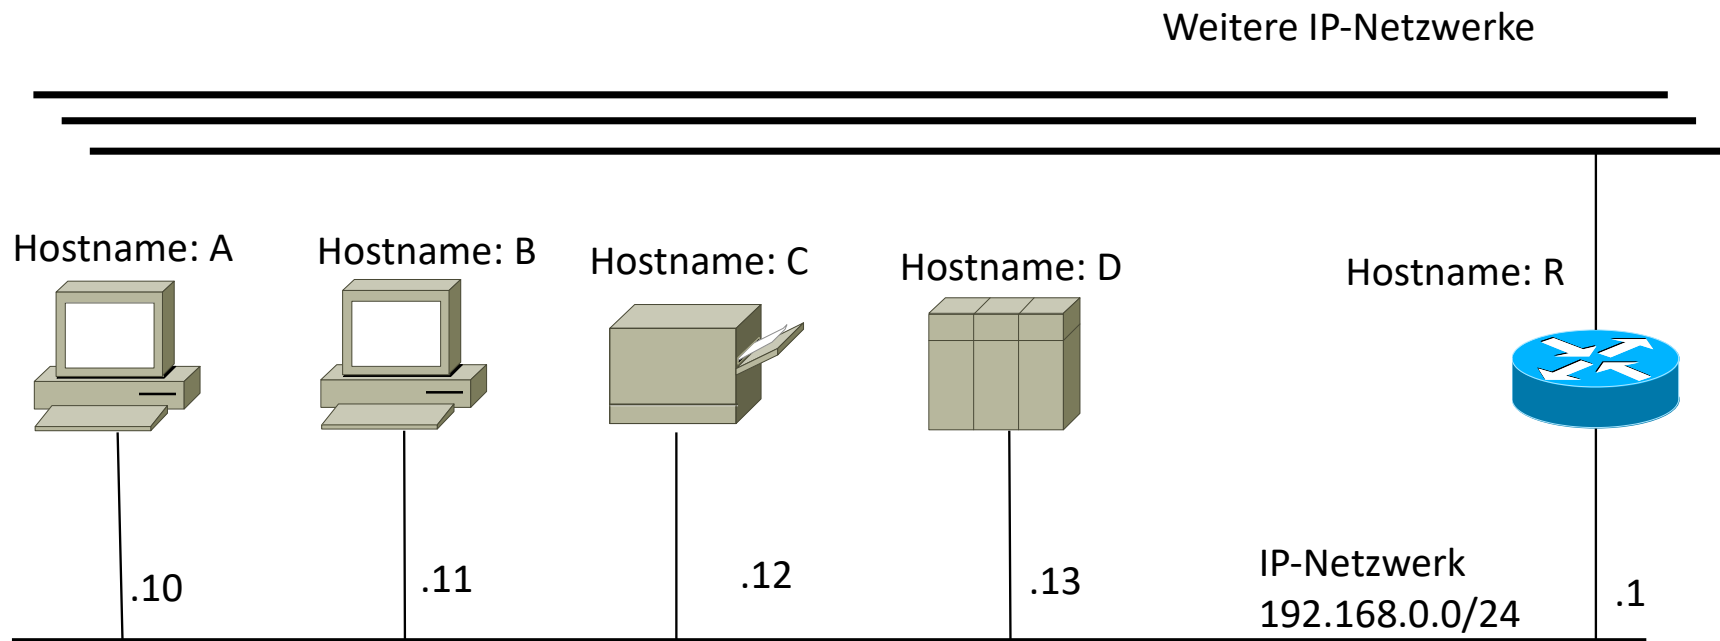 Weitere IP-Netzwerke
Hostname: A
Hostname: B
Hostname: C
Hostname: D
Hostname: R
.10
.11
.12
.13
IP-Netzwerk
192.168.0.0/24
.1